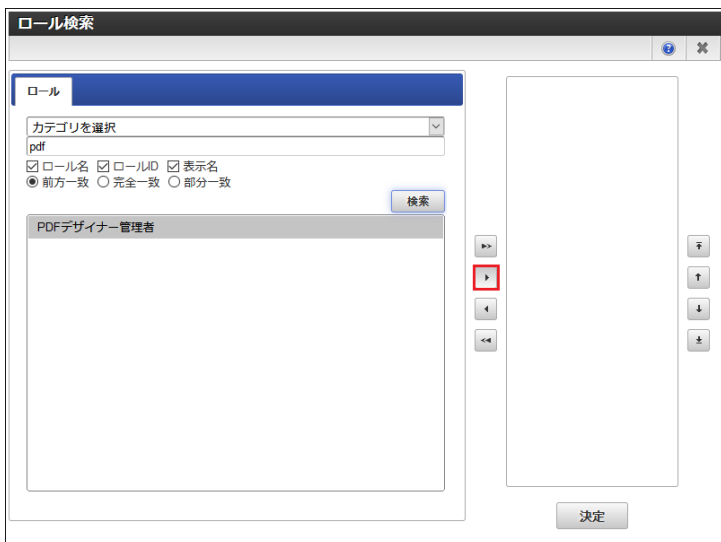 ロール検索
ロール
カテゴリを選択
pdf
ロール名 ロールID 表示名
前方一致 完全一致 部分一致
検索
PDFデザイナー管理者
決定